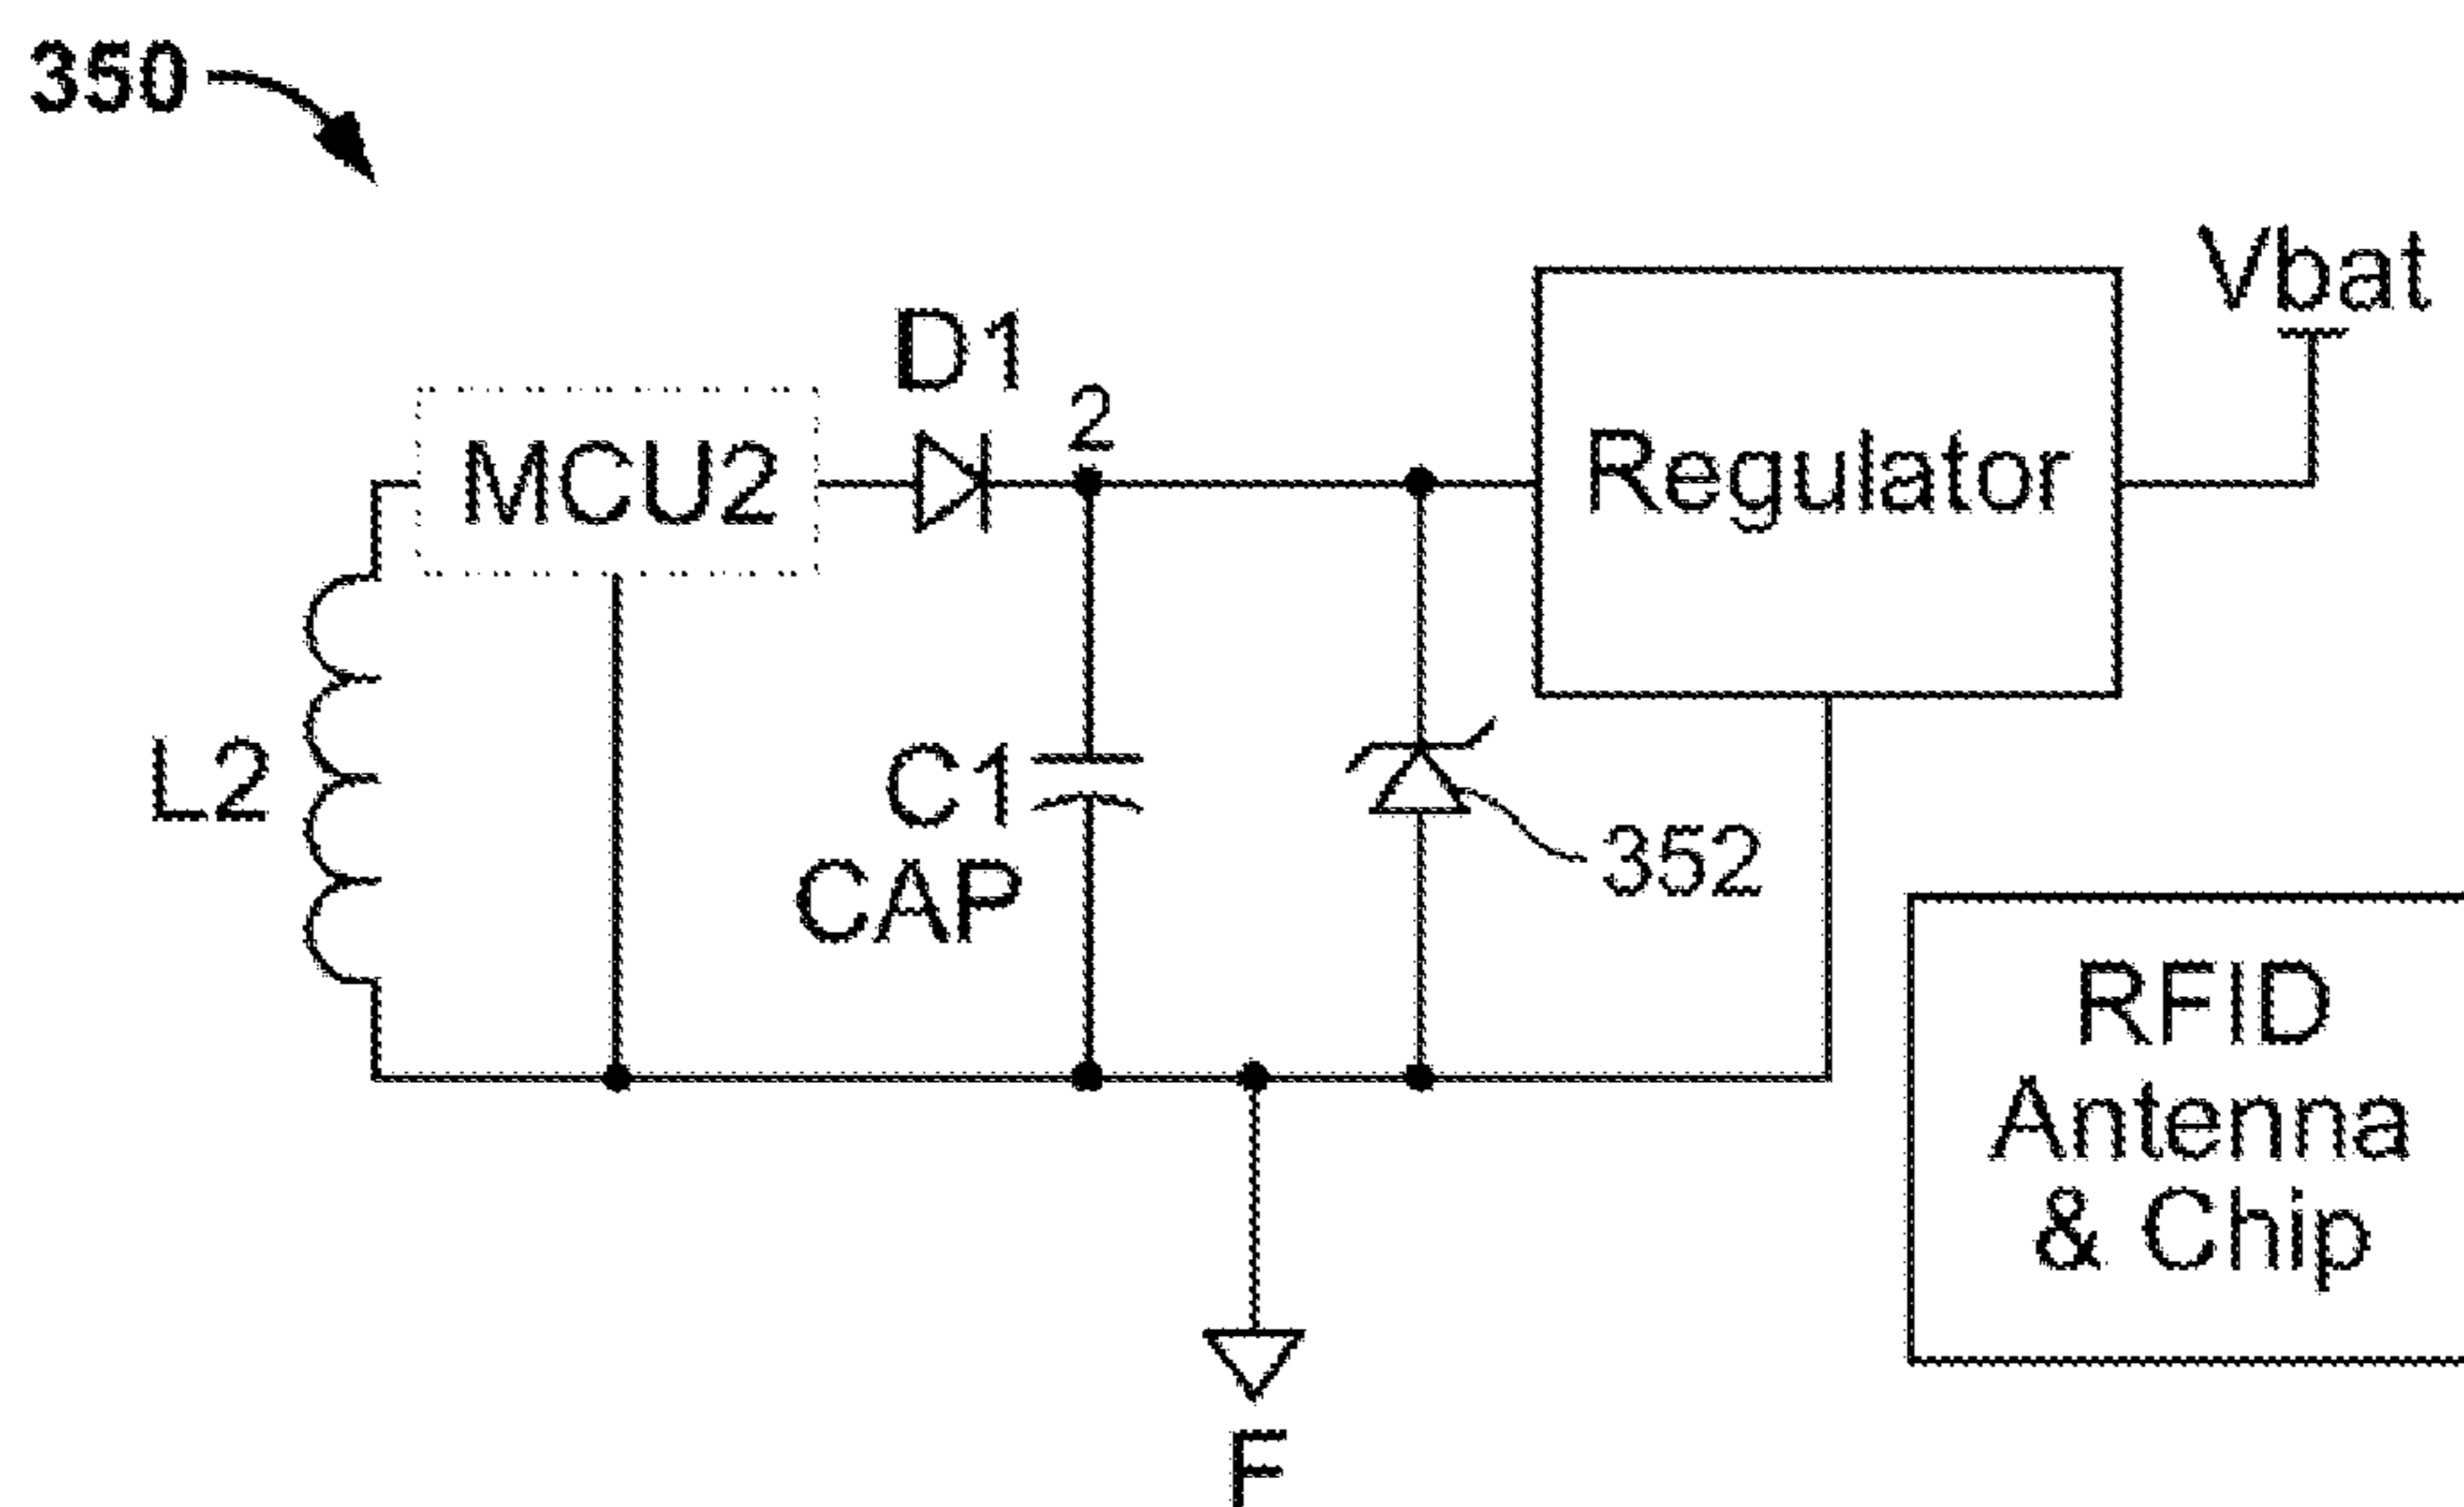 350
Vbat
D1
2
MCU2
Regulator
L2
C1
CAP
352
RFID
Antenna
& Chip